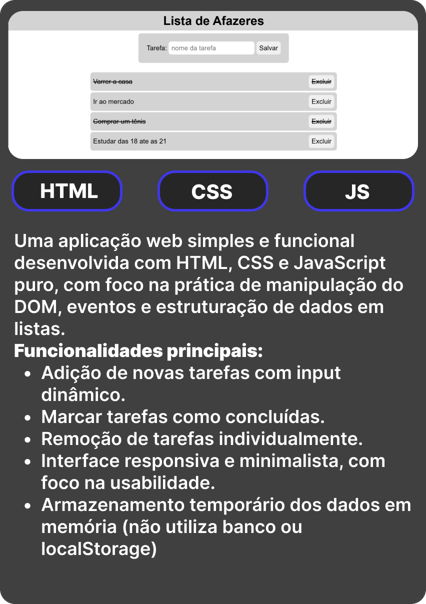 Lista de Afazeres
Tarefa: nome da tarefa Salvar
Varrer a casa Excluir
Ir ao mercado Excluir
Comprar um tênis Excluir
Estudar das 18 ate as 21 Excluir
HTML CSS JS
Uma aplicação web simples e funcional
desenvolvida com HTML, CSS e JavaScript
puro, com foco na prática de manipulação do
DOM, eventos e estruturação de dados em
listas.
Funcionalidades principais:
• Adição de novas tarefas com input
dinâmico.
• Marcar tarefas como concluídas.
• Remoção de tarefas individualmente.
• Interface responsiva e minimalista, com
foco na usabilidade.
• Armazenamento temporário dos dados em
memória (não utiliza banco ou
localStorage)